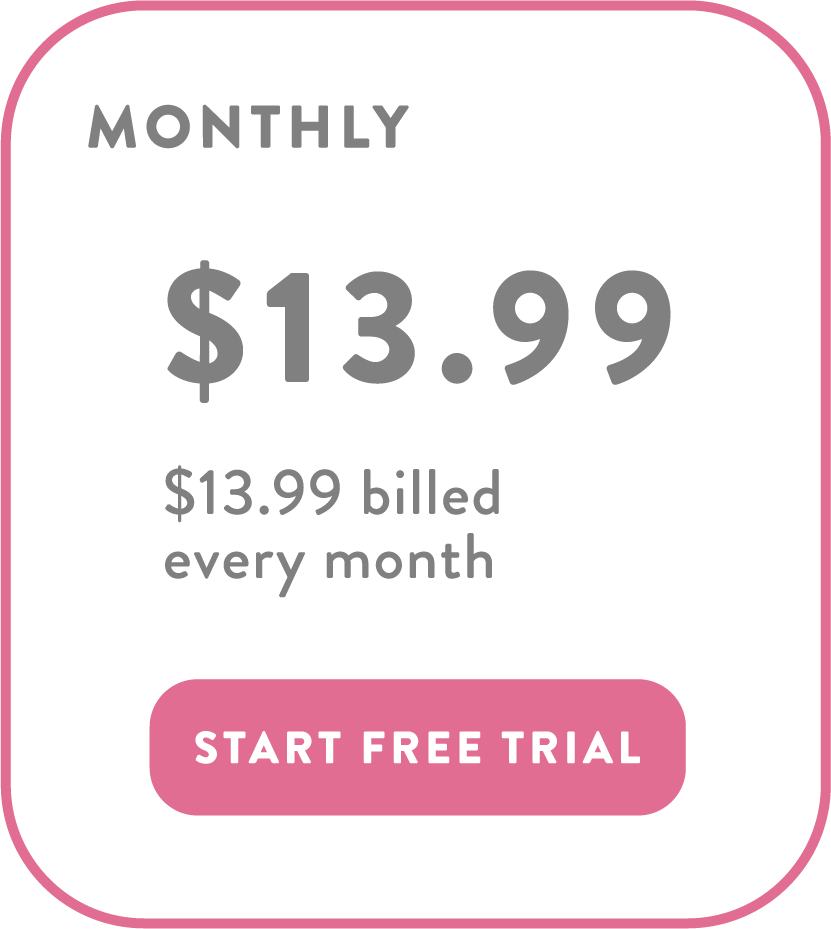 MONTHLY
$13.99
$13.99 billed
every month
START FREE TRIAL